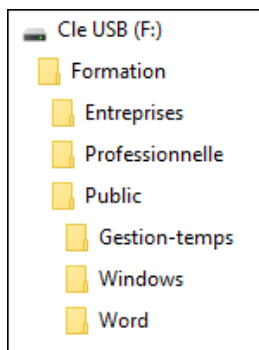 Cle USB (F:)
Formation
Entreprises
Professionnelle
Public
Gestion-temps
Windows
Word